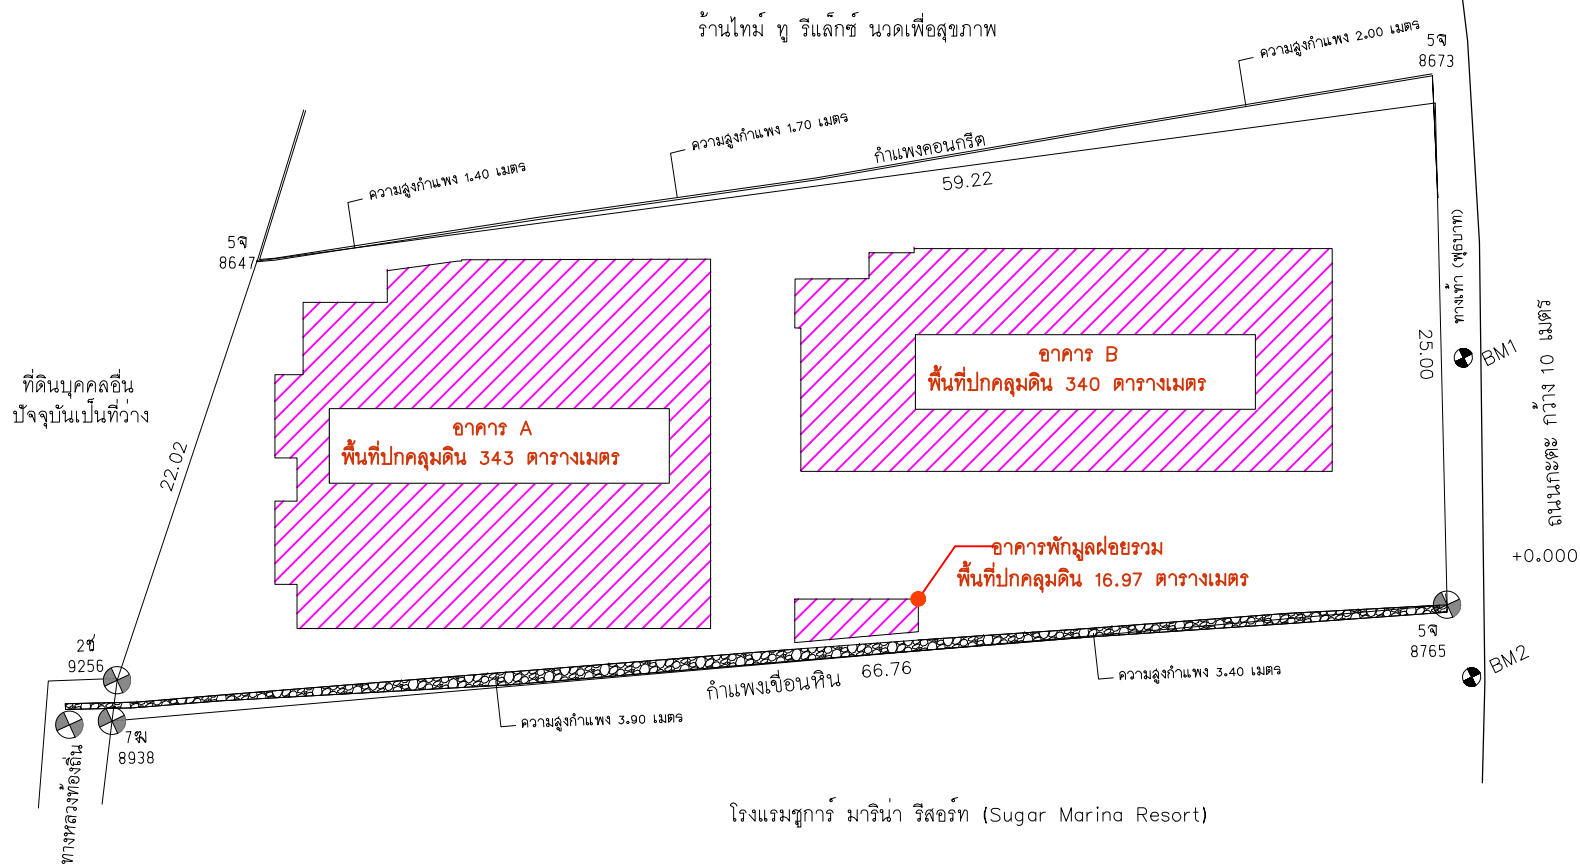 ร้านไทม์ ทู รีแล็กซ์ นวดเพื่อสุขภาพ
ความสูงกำแพง 2.00 เมตร
5จ
8673
ความสูงกำแพง 1.70 เมตร
กำแพงคอนกรีต
59.22
ความสูงกำแพง 1.40 เมตร
5จ
8647
ทางเท้า (ฟุตบาท)
25.00
BM1
ถนนกะตะ กว้าง 10 เมตร
+0.000
อาคาร B
พื้นที่ปกคลุมดิน 340 ตารางเมตร
ที่ดินบุคคลอื่น
ปัจจุบันเป็นที่ว่าง
22.02
อาคาร A
พื้นที่ปกคลุมดิน 343 ตารางเมตร
อาคารพักมูลฝอยรวม
พื้นที่ปกคลุมดิน 16.97 ตารางเมตร
5จ
8765
BM2
2ช
9256
กำแพงเขื่อนหิน 66.76
ความสูงกำแพง 3.40 เมตร
ความสูงกำแพง 3.90 เมตร
7ฆ
8938
ทางหลวงท้องถิ่น
โรงแรมชูการ์ มาริน่า รีสอร์ท (Sugar Marina Resort)